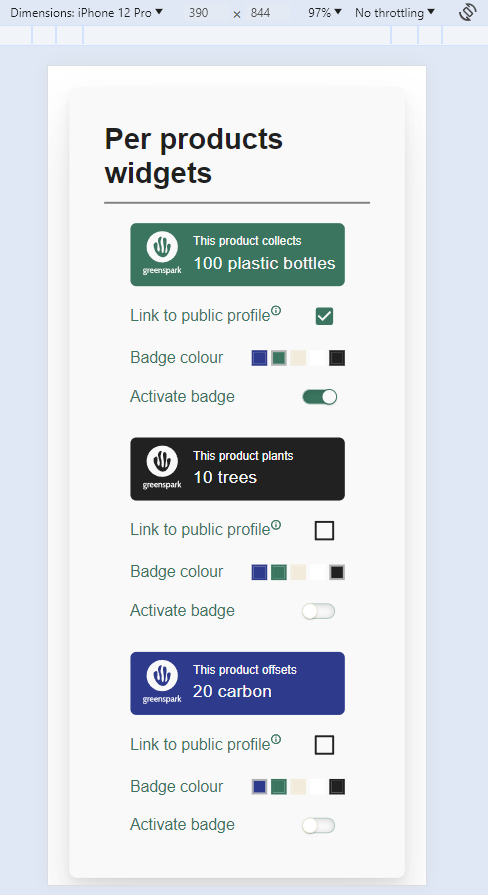 Dimensions: iPhone 12 Pro 390 × 844 97% No throttling
Per products
widgets
This product collects
100 plastic bottles
greenspark
Link to public profile
Badge colour
Activate badge
This product plants
10 trees
greenspark
Link to public profile
Badge colour
Activate badge
This product offsets
20 carbon
greenspark
Link to public profile
Badge colour
Activate badge